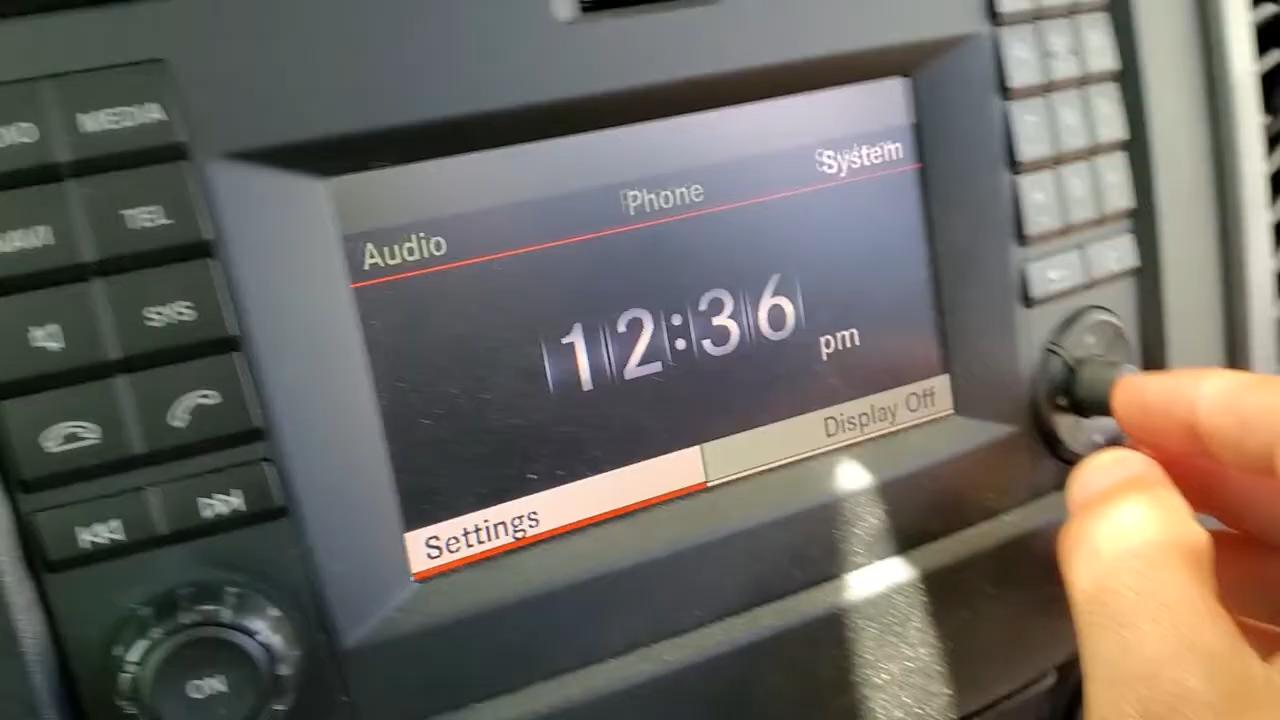 MEDIA
TEL
SYS
ON
Audio
Phone
System
12:36 pm
Settings
Display Off